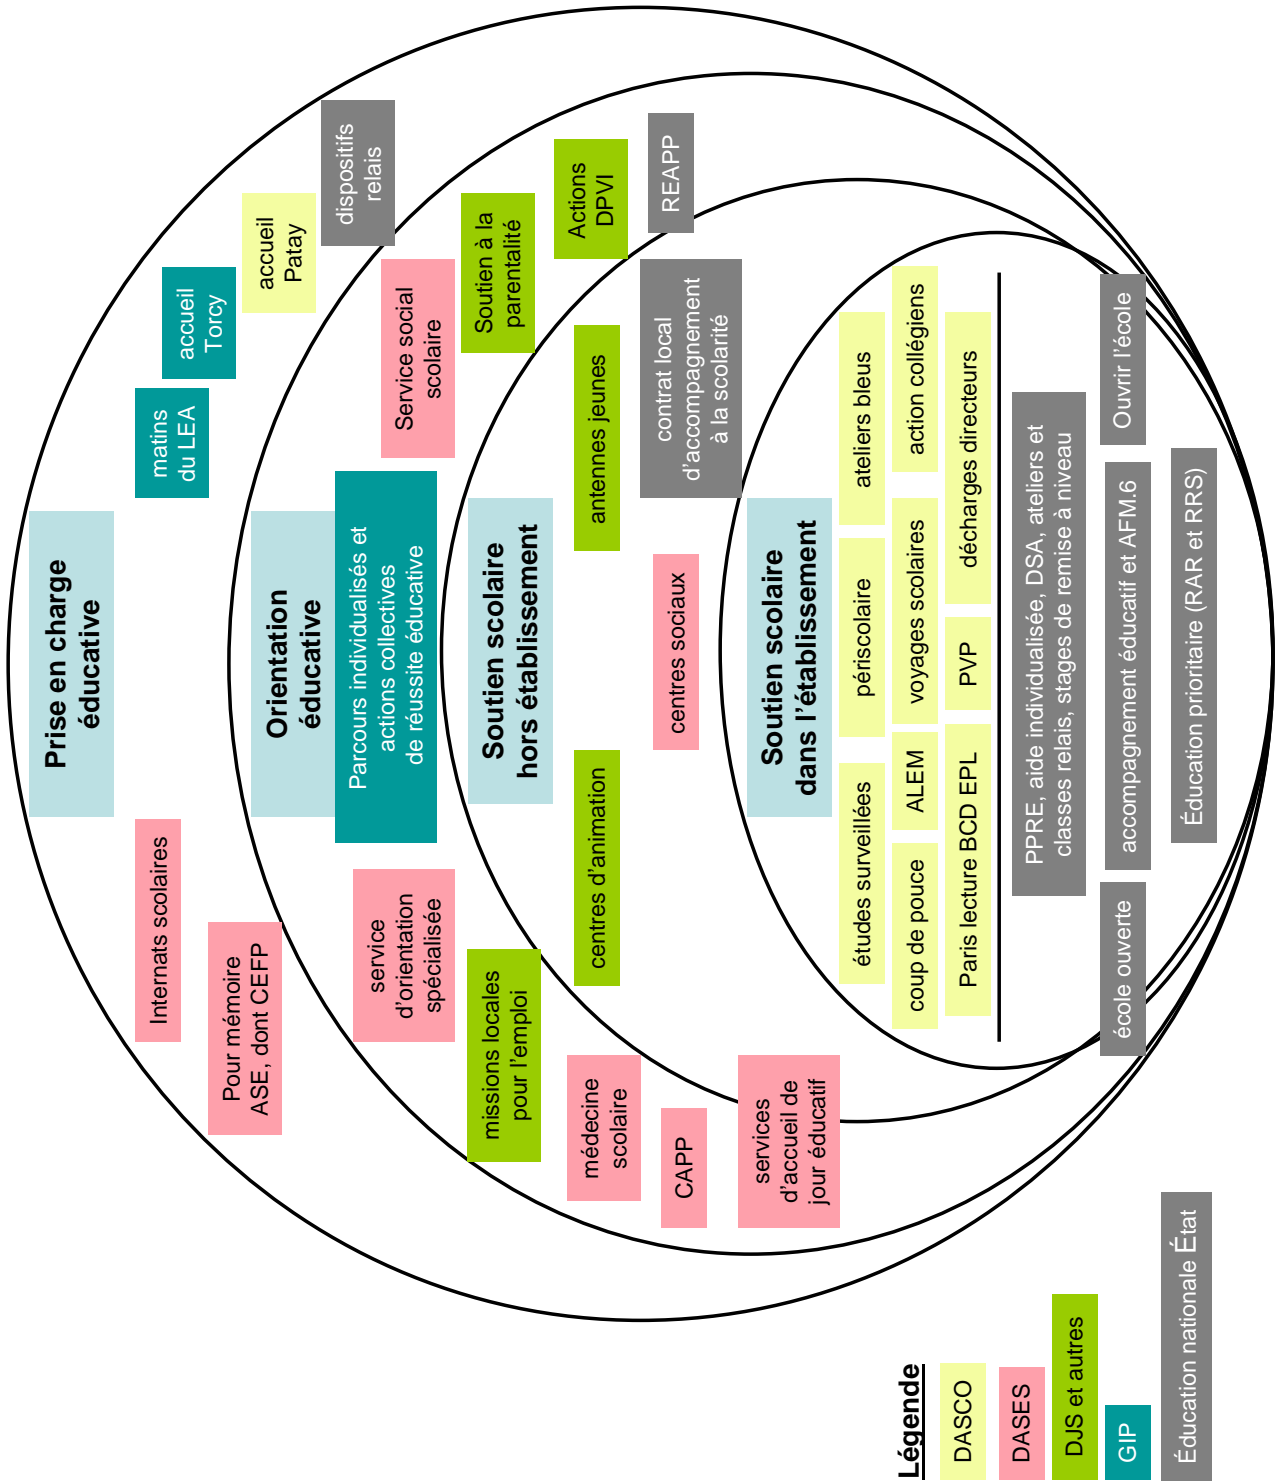 Prise en charge
éducative
Internats scolaires
matins
du LEA
Pour mémoire
ASE, dont CEFP
accueil
Torcy
accueil
Patay
dispositifs
relais
Orientation
éducative
Parcours individualisés et
actions collectives
de réussite éducative
service
d'orientation
spécialisée
Service social
scolaire
missions locales
pour l'emploi
Soutien à la
parentalité
médecine
scolaire
Actions
DPVI
CAPP
REAPP
services
d'accueil de
jour éducatif
Soutien scolaire
hors établissement
centres d'animation
antennes jeunes
centres sociaux
contrat local
d'accompagnement
à la scolarité
Soutien scolaire
dans l'établissement
études surveillées
périscolaire
ateliers bleus
coup de pouce
ALEM
voyages scolaires
action collégiens
Paris lecture BCD EPL
PVP
décharges directeurs
PPRE, aide individualisée, DSA, ateliers et
classes relais, stages de remise à niveau
école ouverte
accompagnement éducatif et AFM.6
Ouvrir l'école
Éducation prioritaire (RAR et RRS)
Légende
DASCO
DASES
DJS et autres
GIP
Éducation nationale État